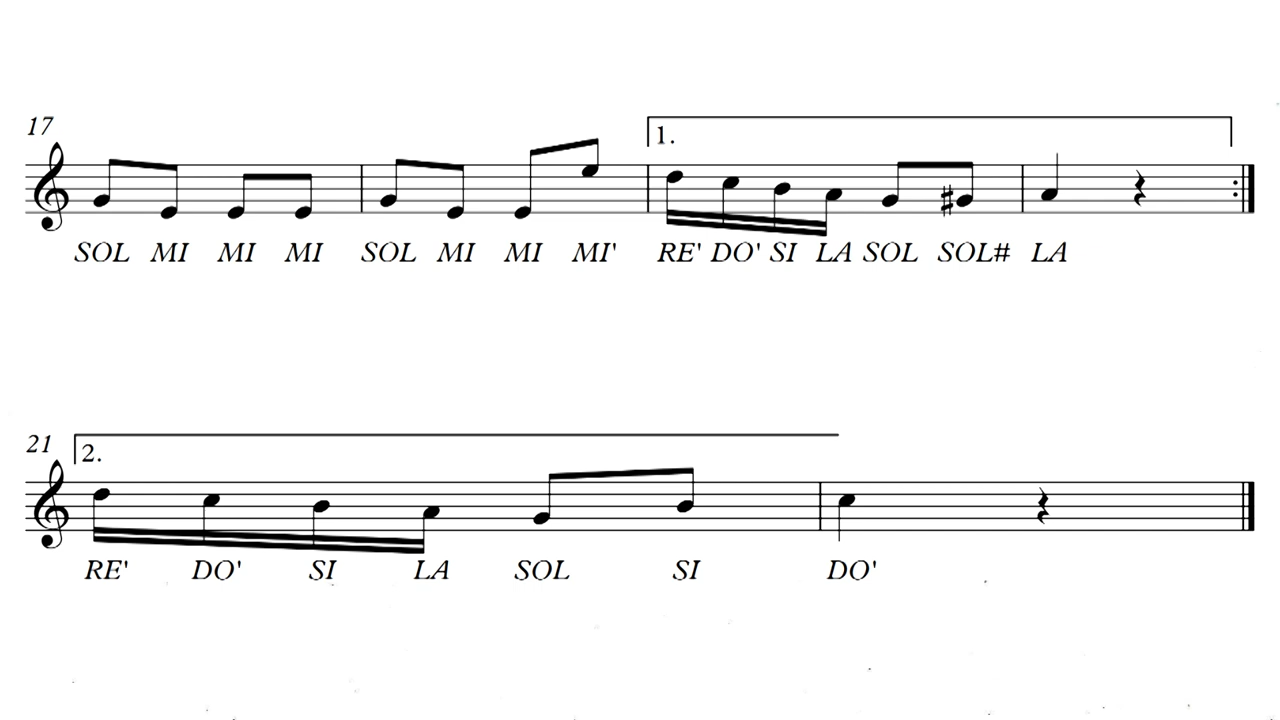 17
1.
SOL MI MI MI SOL MI MI MI' RE' DO' SI LA SOL SOL# LA
21
2.
RE' DO' SI LA SOL SI DO'